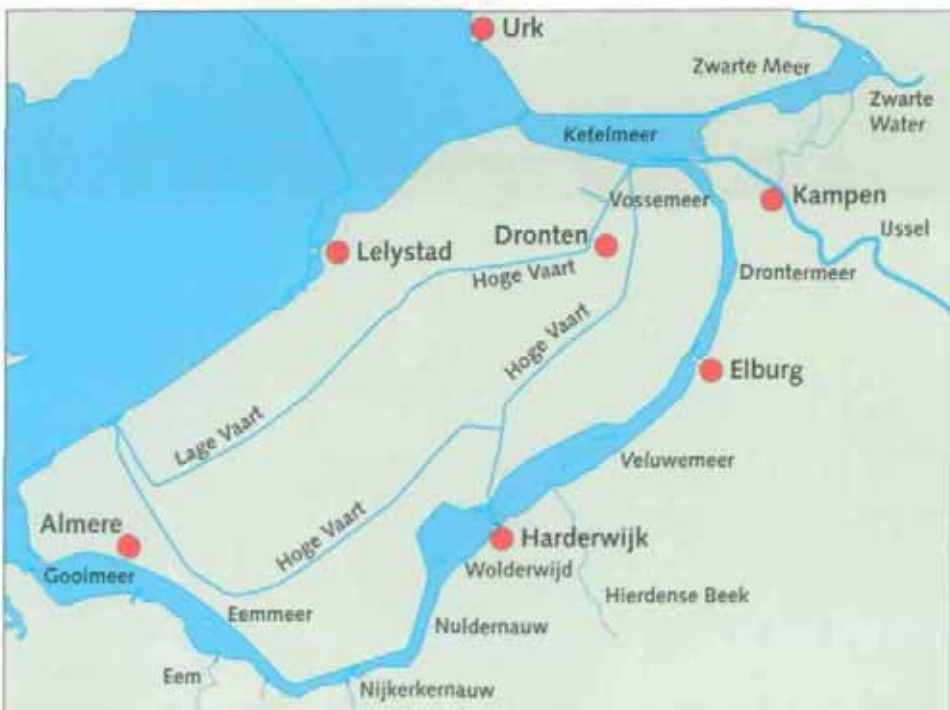 Urk
Zwarte Meer
Zwarte
Water
Ketelmeer
Vossemeer
Kampen
IJssel
Dronten
Lelystad
Hoge Vaart
Drontermeer
Hoge Vaart
Elburg
Lage Vaart
Veluwemeer
Almere
Hoge Vaart
Harderwijk
Gooimeer
Wolderwijd
Hierdense Beek
Eemmeer
Nuldernauw
Eem
Nijkerkernauw